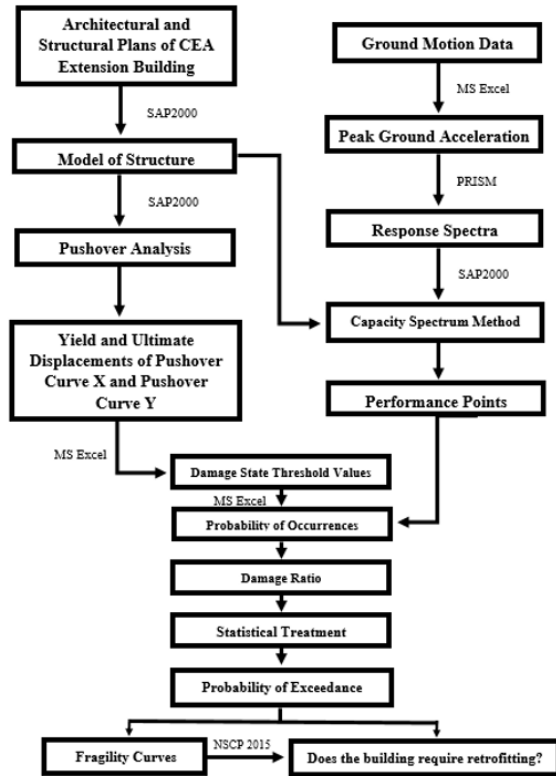 Architectural and
Structural Plans of CEA
Extension Building
SAP2000
Model of Structure
SAP2000
Pushover Analysis
Yield and Ultimate
Displacements of Pushover
Curve X and Pushover
Curve Y
MS Excel
Ground Motion Data
MS Excel
Peak Ground Acceleration
PRISM
Response Spectra
SAP2000
Capacity Spectrum Method
Performance Points
Damage State Threshold Values
MS Excel
Probability of Occurrences
Damage Ratio
Statistical Treatment
Probability of Exceedance
Fragility Curves
NSCP 2015
Does the building require retrofitting?